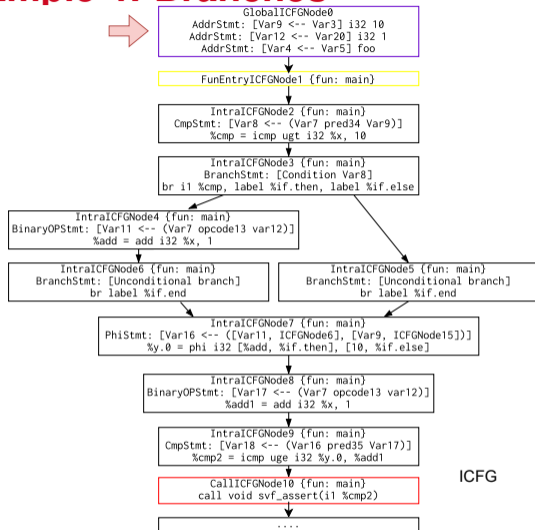 GlobalICFGNode0
AddrStmt: [Var9 <-- Var3] i32 10
AddrStmt: [Var12 <-- Var20] i32 1
AddrStmt: [Var4 <-- Var5] foo
FunEntryICFGNode1 {fun: main}
IntraICFGNode2 {fun: main}
CmpStmt: [Var8 <-- (Var7 pred34 Var9)]
%cmp = icmp ugt i32 %x, 10
IntraICFGNode3 {fun: main}
BranchStmt: [Condition Var8]
br i1 %cmp, label %if.then, label %if.else
IntraICFGNode4 {fun: main}
BinaryOPStmt: [Var11 <-- (Var7 opcode13 var12)]
%add = add i32 %x, 1
IntraICFGNode6 {fun: main}
BranchStmt: [Unconditional branch]
br label %if.end
IntraICFGNode5 {fun: main}
BranchStmt: [Unconditional branch]
br label %if.end
IntraICFGNode7 {fun: main}
PhiStmt: [Var16 <-- ([Var11, ICFGNode6], [Var9, ICFGNode15])]
%y.0 = phi i32 [%add, %if.then], [10, %if.else]
IntraICFGNode8 {fun: main}
BinaryOPStmt: [Var17 <-- (Var7 opcode13 var12)]
%add1 = add i32 %x, 1
IntraICFGNode9 {fun: main}
CmpStmt: [Var18 <-- (Var16 pred35 Var17)]
%cmp2 = icmp uge i32 %y.0, %add1
ICFG
CallICFGNode10 {fun: main}
call void svf_assert(i1 %cmp2)
....